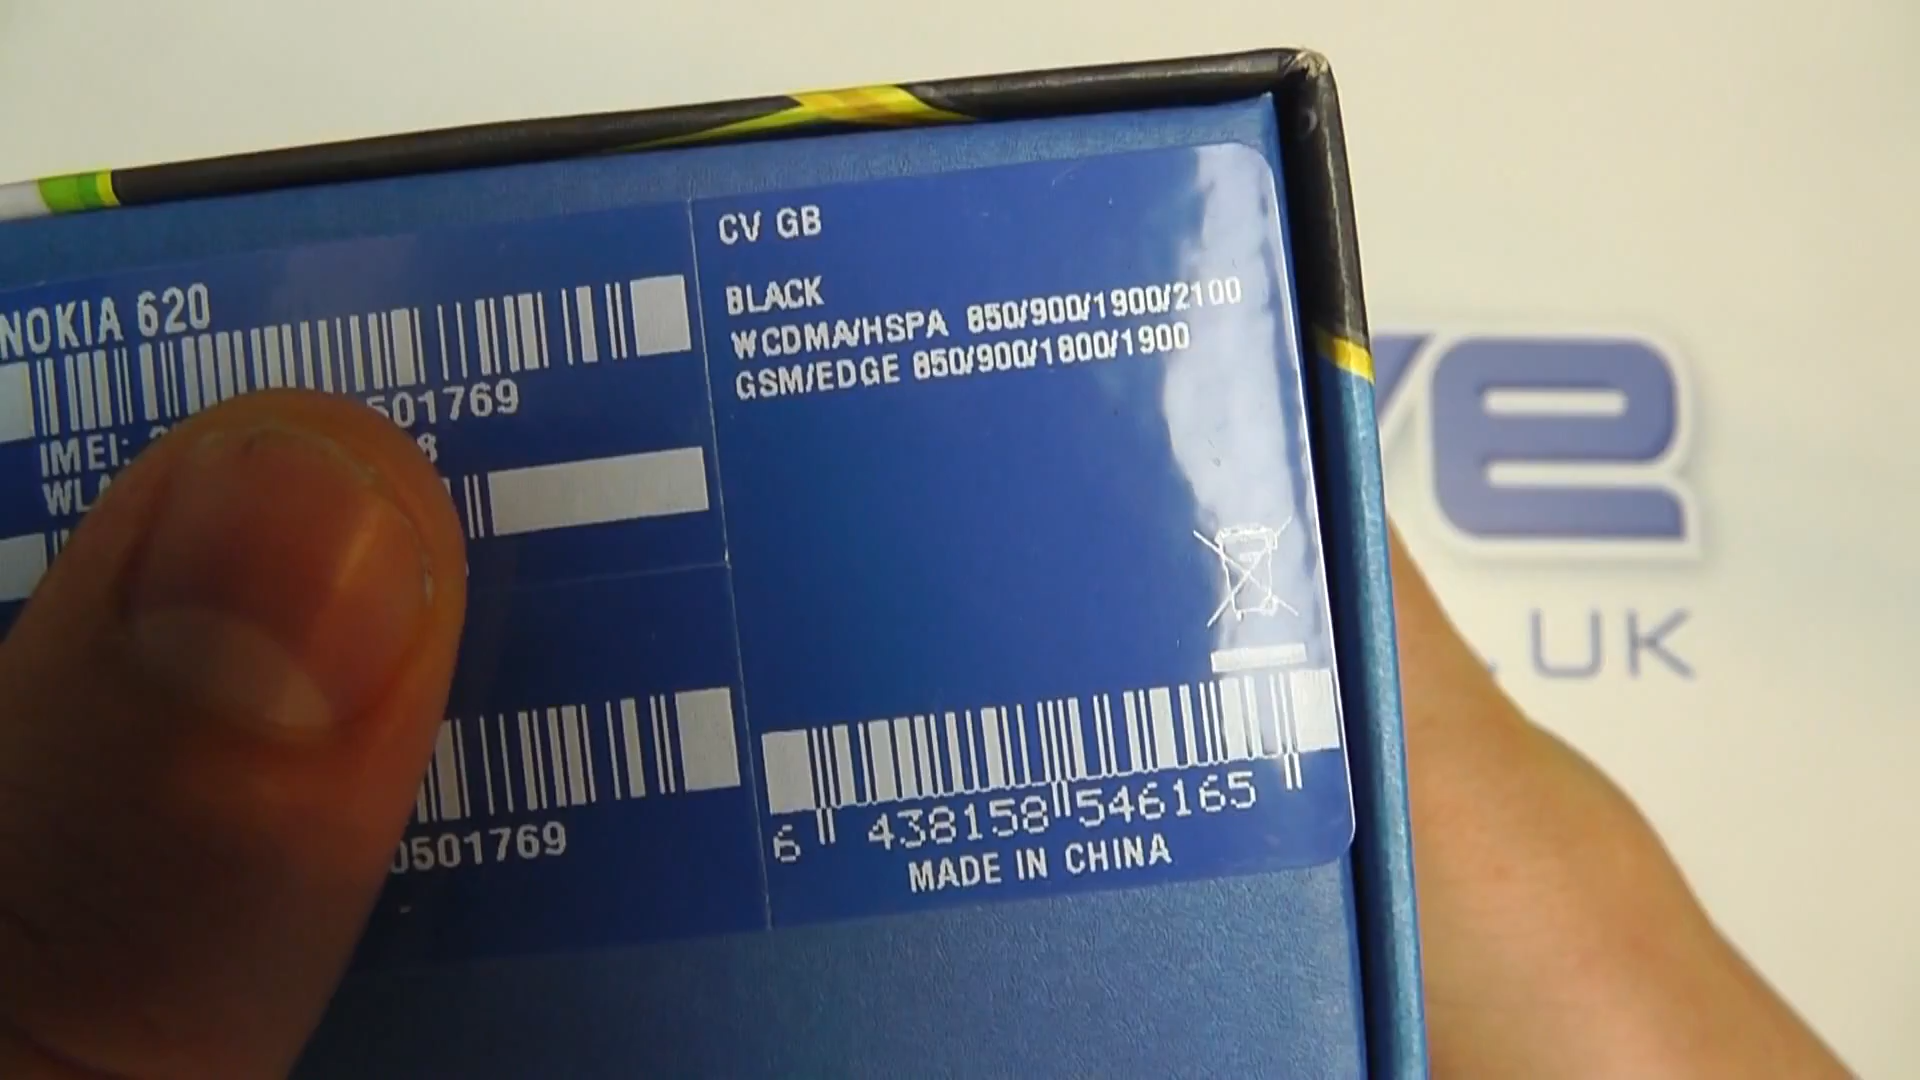 NOKIA 620
501769
IMEI:
8
0501769
CV GB
BLACK
WCDMA/HSPA 850/900/1900/2100
GSM/EDGE 850/900/1800/1900
6 438158 546165
MADE IN CHINA
.UK